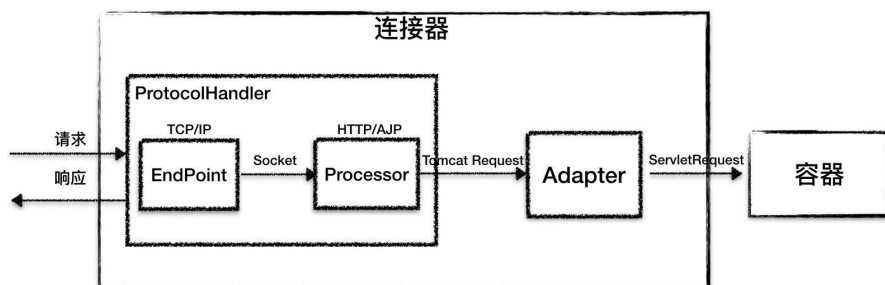 连接器
ProtocolHandler
TCP/IP
HTTP/AJP
请求
Socket
Tomcat Request
ServletRequest
响应
EndPoint
Processor
Adapter
容器